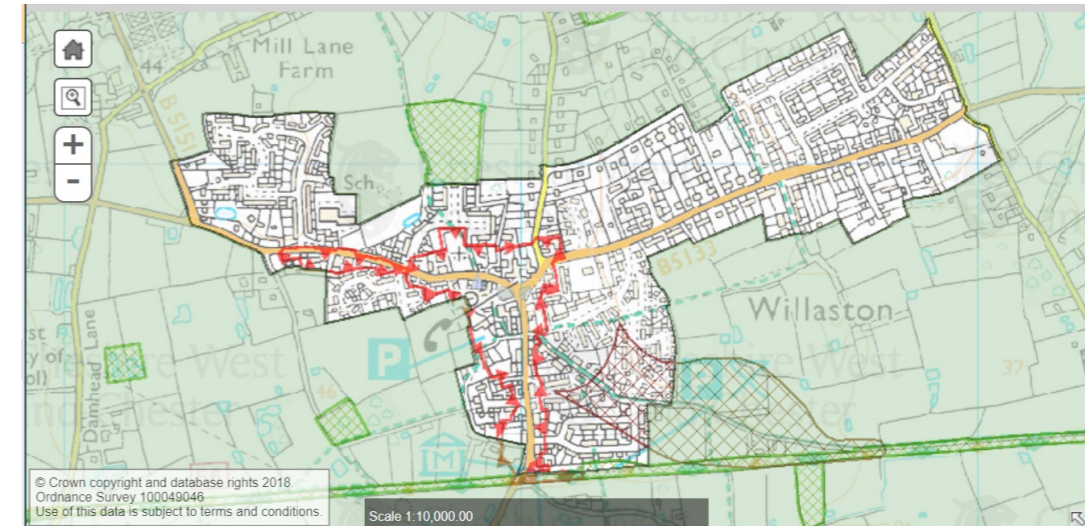 Mill Lane
Farm
44
B5151
Sch
B5133
Willaston
Damhead Lane
46
37
© Crown copyright and database rights 2018.
Ordnance Survey 100049046
Use of this data is subject to terms and conditions.
Scale 1:10,000.00